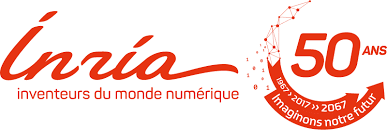 Inria
inventeurs du monde numérique
50 ANS
1967 > 2017 >> 2067
Imaginons notre futur